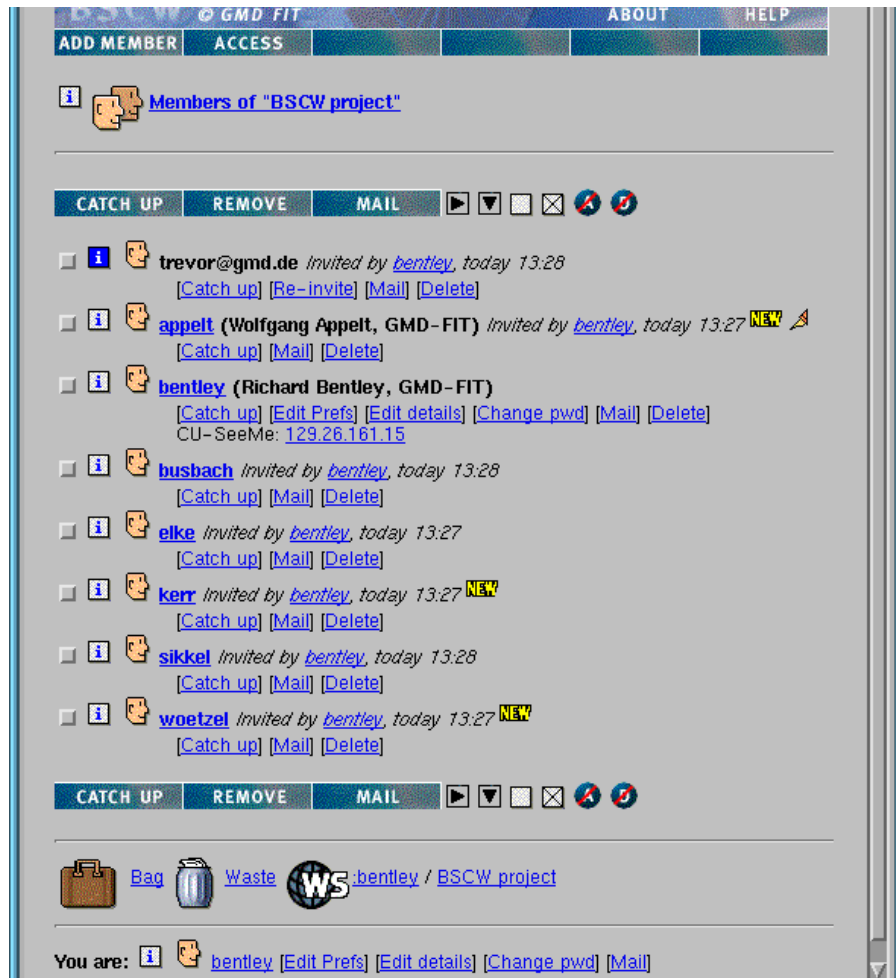 BSCW © GMD FIT ABOUT HELP
ADD MEMBER ACCESS
i Members of "BSCW project"
CATCH UP REMOVE MAIL
i trevor@gmd.de Invited by bentley, today 13:28
[Catch up] [Re-invite] [Mail] [Delete]
i appelt (Wolfgang Appelt, GMD-FIT) Invited by bentley, today 13:27 NEW
[Catch up] [Mail] [Delete]
i bentley (Richard Bentley, GMD-FIT)
[Catch up] [Edit Prefs] [Edit details] [Change pwd] [Mail] [Delete]
CU-SeeMe: 129.26.161.15
i busbach Invited by bentley, today 13:28
[Catch up] [Mail] [Delete]
i elke Invited by bentley, today 13:27
[Catch up] [Mail] [Delete]
i kerr Invited by bentley, today 13:27 NEW
[Catch up] [Mail] [Delete]
i sikkel Invited by bentley, today 13:28
[Catch up] [Mail] [Delete]
i woetzel Invited by bentley, today 13:27 NEW
[Catch up] [Mail] [Delete]
CATCH UP REMOVE MAIL
Bag Waste WS :bentley / BSCW project
You are: i bentley [Edit Prefs] [Edit details] [Change pwd] [Mail]